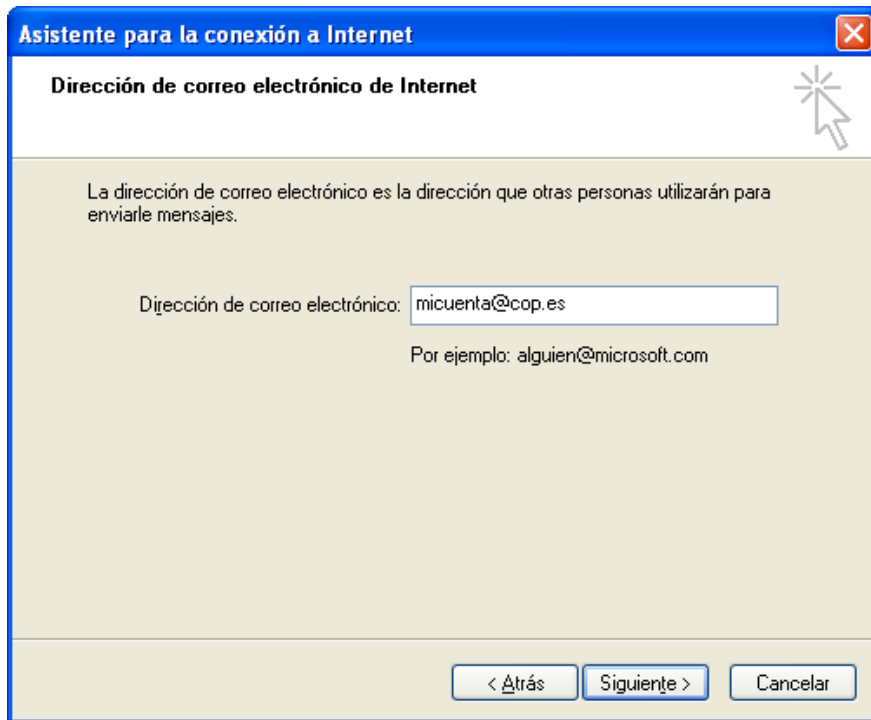 Asistente para la conexión a Internet
Dirección de correo electrónico de Internet
La dirección de correo electrónico es la dirección que otras personas utilizarán para
enviarle mensajes.
Dirección de correo electrónico: micuenta@cop.es
Por ejemplo: alguien@microsoft.com
< Atrás Siguiente > Cancelar